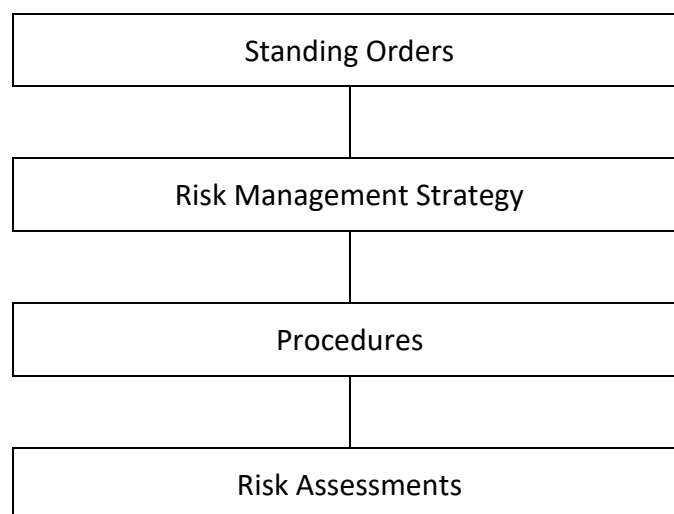 Standing Orders
Risk Management Strategy
Procedures
Risk Assessments